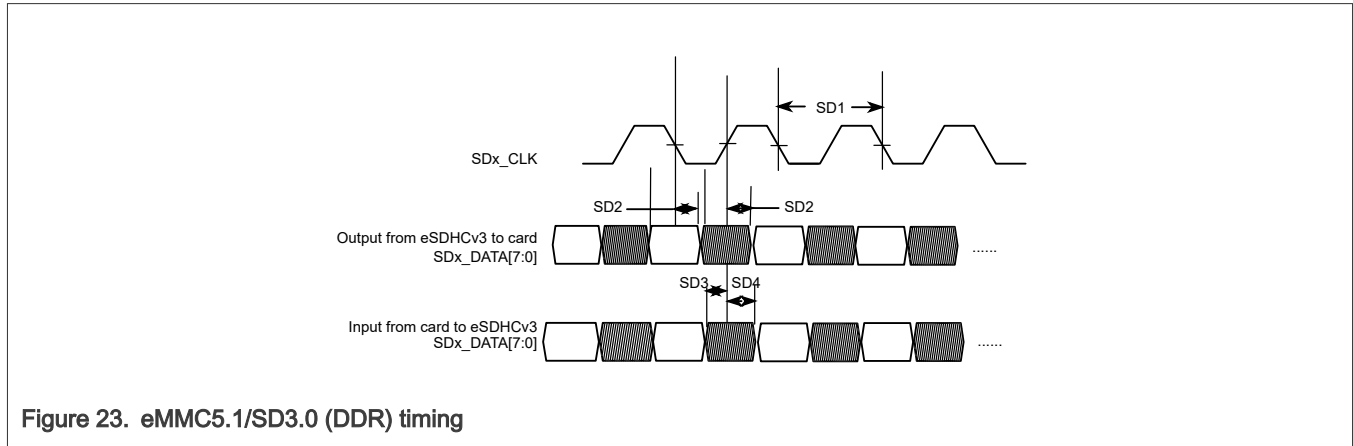 SD1
SDx_CLK
SD2
SD2
Output from eSDHCv3 to card
SDx_DATA[7:0]
......
SD3
SD4
Input from card to eSDHCv3
SDx_DATA[7:0]
......
Figure 23. eMMC5.1/SD3.0 (DDR) timing